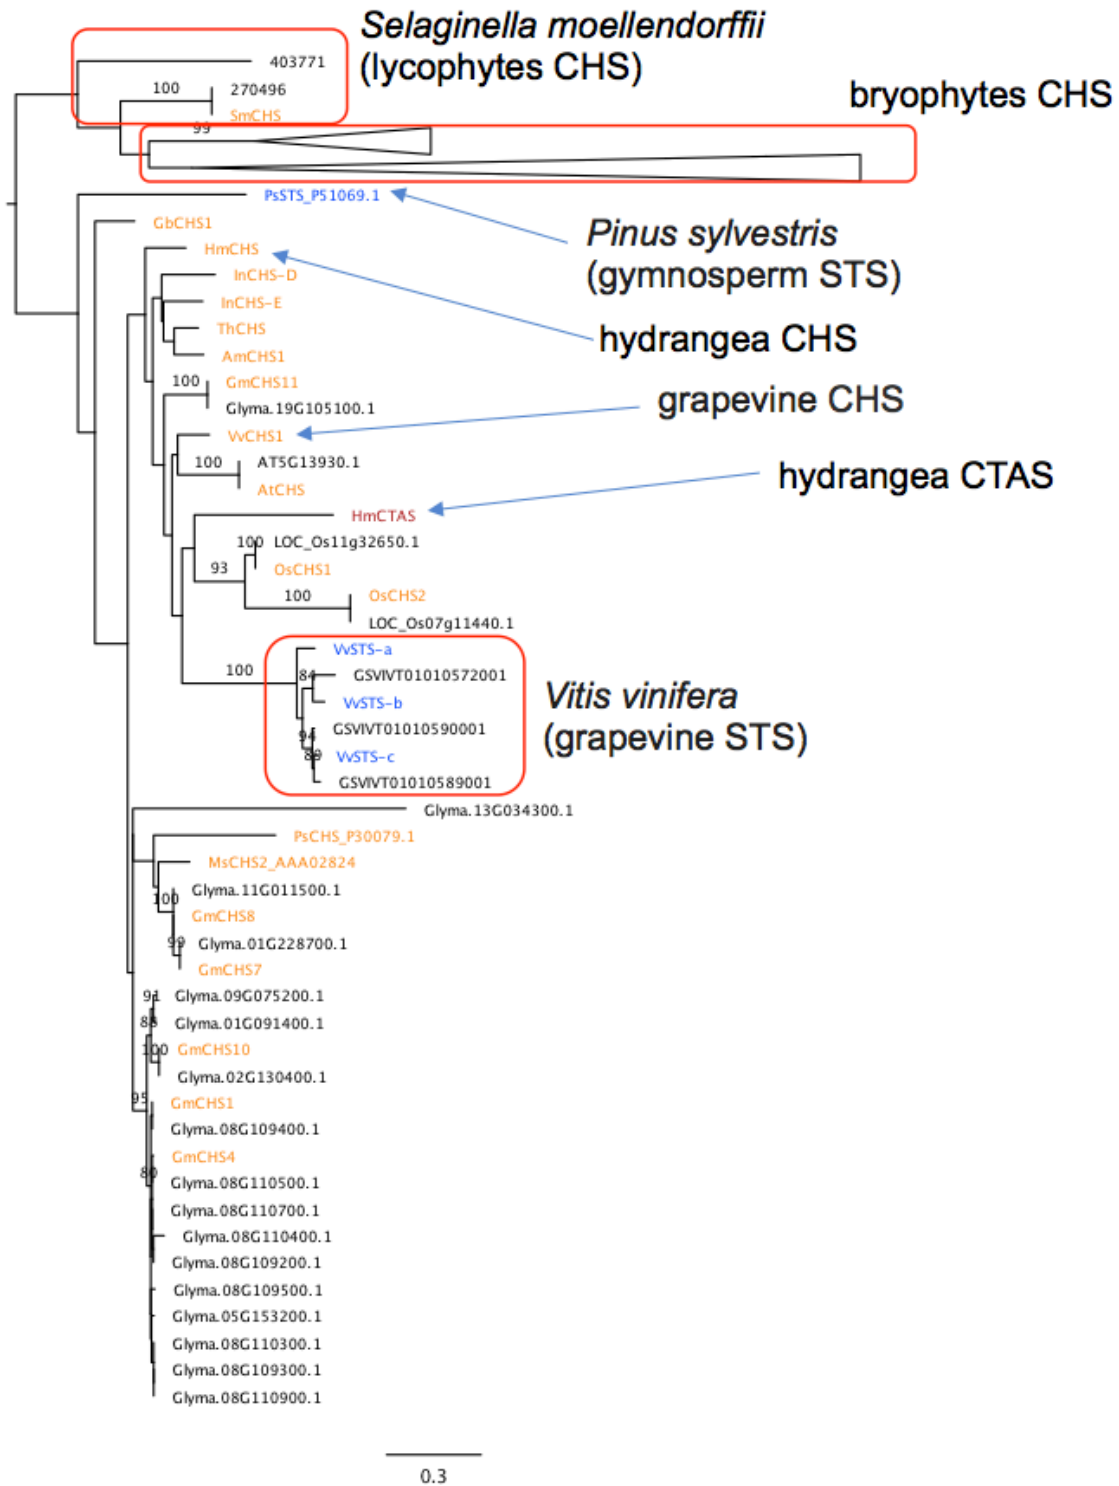 Selaginella moellendorffii
(lycophytes CHS)
403771
100
270496
SmCHS
bryophytes CHS
99
PsSTS_P51069.1
GbCHS1
Pinus sylvestris
(gymnosperm STS)
HmCHS
InCHS-D
InCHS-E
ThCHS
hydrangea CHS
AmCHS1
100
GmCHS11
Glyma.19G105100.1
grapevine CHS
VvCHS1
100
AT5G13930.1
AtCHS
hydrangea CTAS
HmCTAS
100
LOC_Os11g32650.1
93
OsCHS1
100
OsCHS2
LOC_Os07g11440.1
VvSTS-a
100
84
GSVIVT01010572001
Vitis vinifera
(grapevine STS)
VvSTS-b
94
GSVIVT01010590001
VvSTS-c
GSVIVT01010589001
Glyma.13G034300.1
PsCHS_P30079.1
MsCHS2_AAA02824
Glyma.11G011500.1
100
GmCHS8
99
Glyma.01G228700.1
GmCHS7
91
Glyma.09G075200.1
Glyma.01G091400.1
100
GmCHS10
Glyma.02G130400.1
95
GmCHS1
Glyma.08G109400.1
GmCHS4
80
Glyma.08G110500.1
Glyma.08G110700.1
Glyma.08G110400.1
Glyma.08G109200.1
Glyma.08G109500.1
Glyma.05G153200.1
Glyma.08G110300.1
Glyma.08G109300.1
Glyma.08G110900.1
0.3